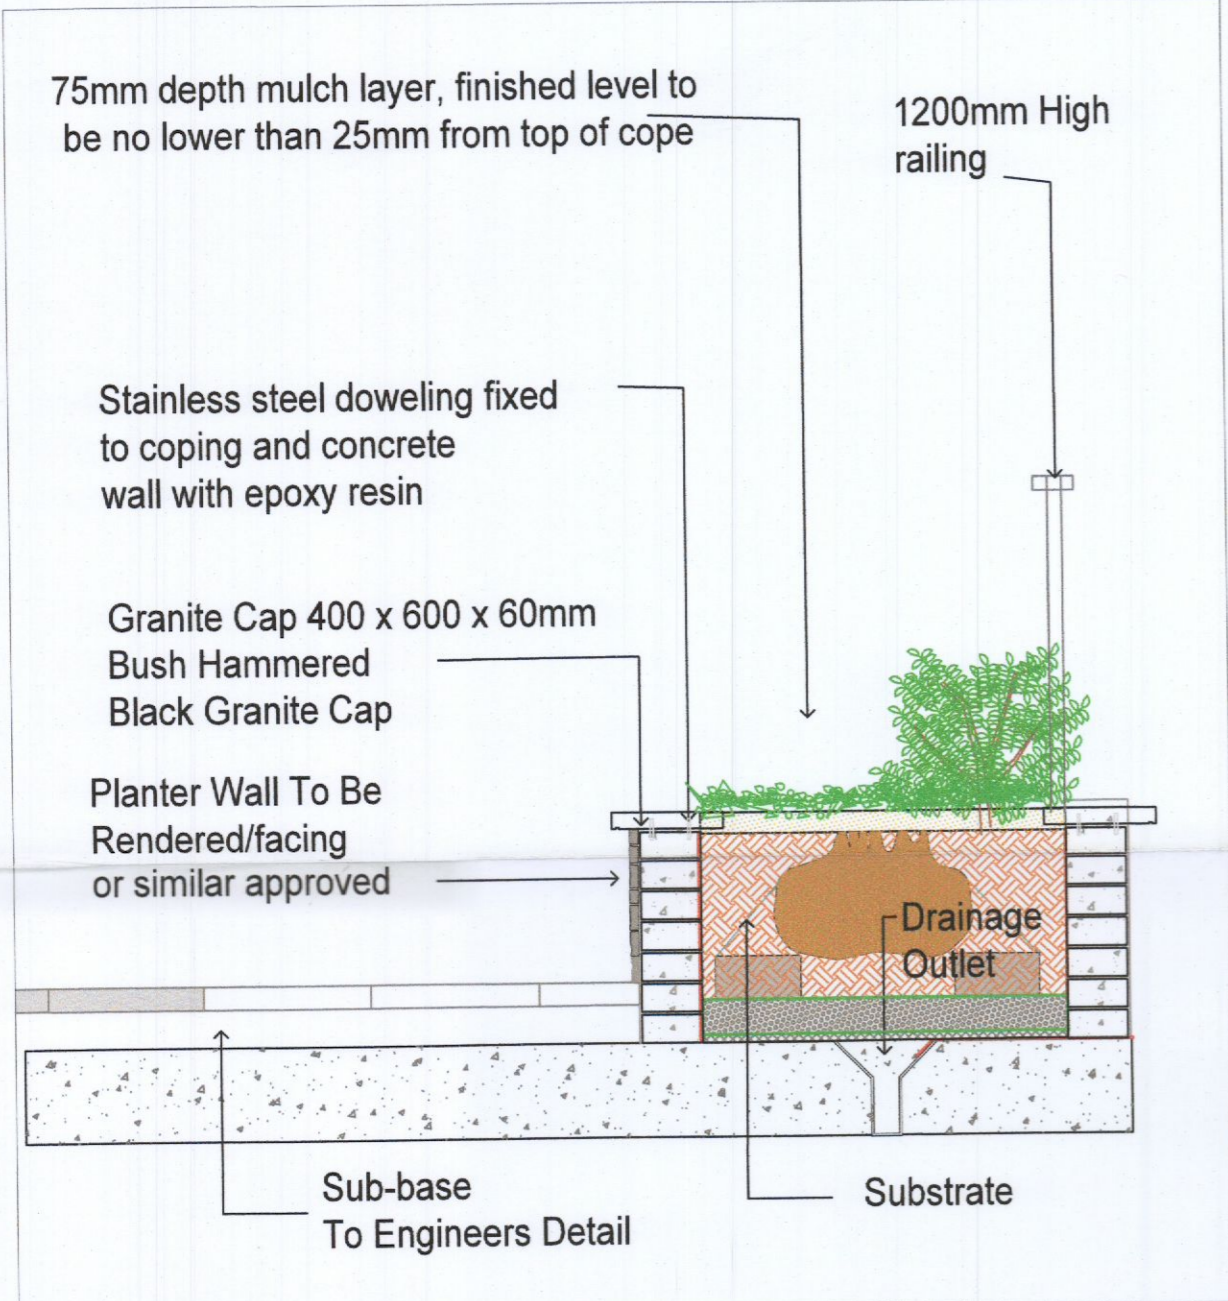 75mm depth mulch layer, finished level to
be no lower than 25mm from top of cope
1200mm High
railing
Stainless steel doweling fixed
to coping and concrete
wall with epoxy resin
Granite Cap 400 x 600 x 60mm
Bush Hammered
Black Granite Cap
Planter Wall To Be
Rendered/facing
or similar approved
Drainage
Outlet
Sub-base
To Engineers Detail
Substrate